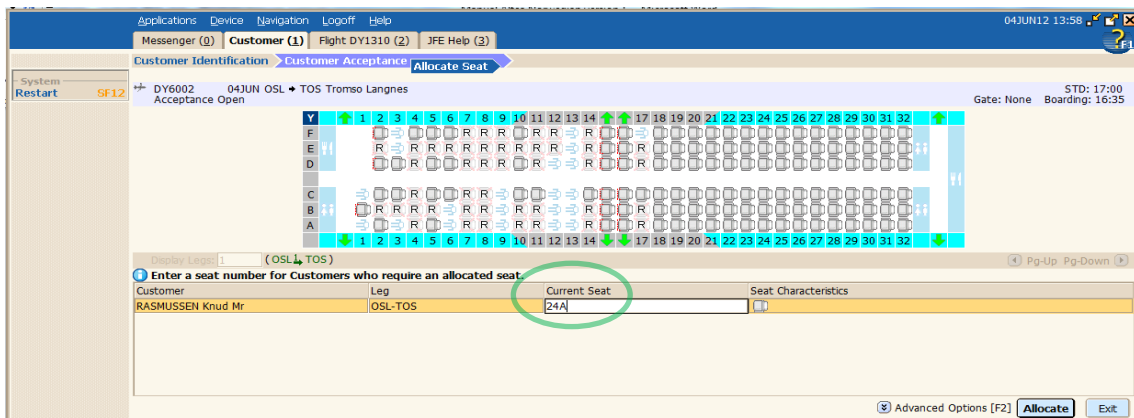 Applications Device Navigation Logoff Help
04JUN12 13:58
Messenger (0) Customer (1) Flight DY1310 (2) JFE Help (3)
?F1
Customer Identification Customer Acceptance Allocate Seat
System
Restart SF12
DY6002 04JUN OSL → TOS Tromso Langnes
STD: 17:00
Acceptance Open
Gate: None Boarding: 16:35
Y 1 2 3 4 5 6 7 8 9 10 11 12 13 14 17 18 19 20 21 22 23 24 25 26 27 28 29 30 31 32
F R R R R R R R
E R R R R R R R R R R R R
D R R R R R R R R R
C R R R R
B R R R R R R R R R R
A R R R R R R R
1 2 3 4 5 6 7 8 9 10 11 12 13 14 17 18 19 20 21 22 23 24 25 26 27 28 29 30 31 32
Display Legs: 1 (OSL TOS)
Pg-Up Pg-Down
Enter a seat number for Customers who require an allocated seat.
Customer Leg Current Seat Seat Characteristics
RASMUSSEN Knud Mr OSL-TOS 24A
Advanced Options [F2] Allocate Exit